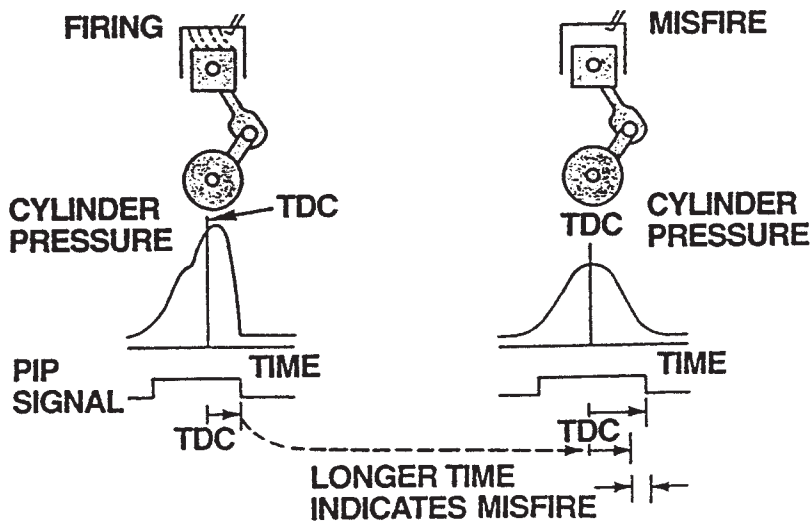 FIRING
MISFIRE
CYLINDER
PRESSURE
TDC
TDC
CYLINDER
PRESSURE
TIME
TIME
PIP
SIGNAL
TDC
TDC
LONGER TIME
INDICATES MISFIRE